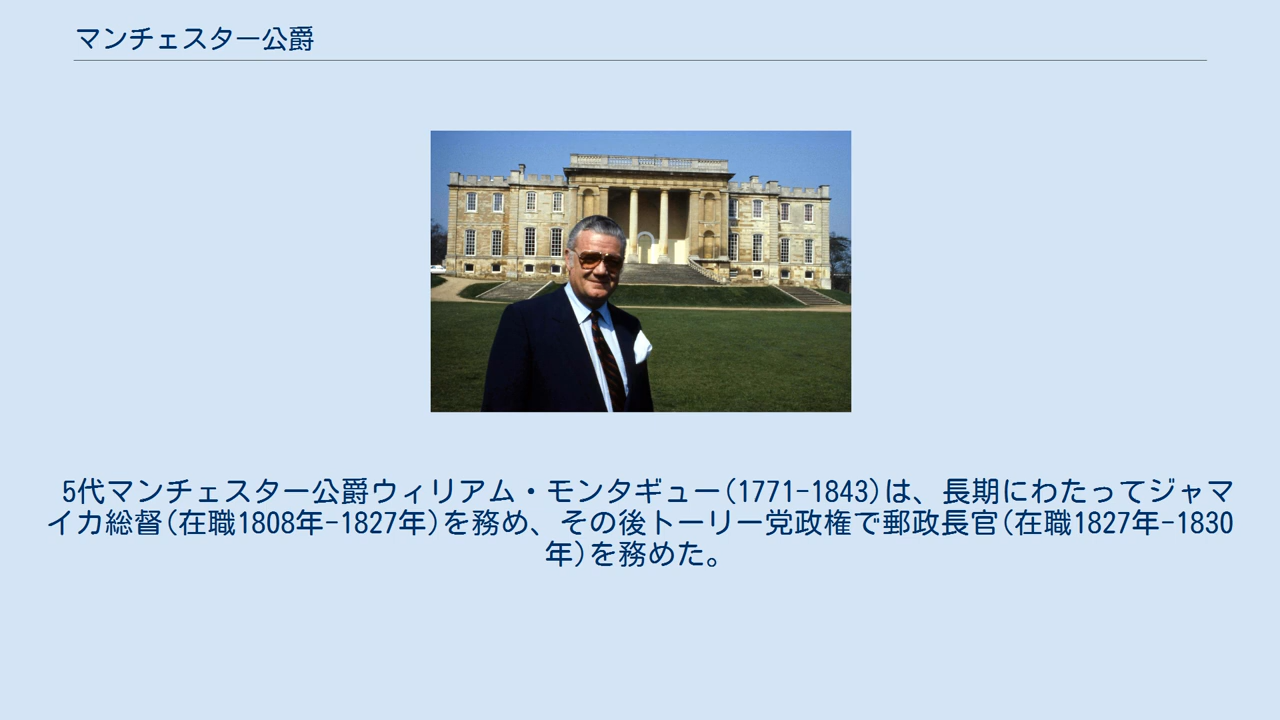 マンチェスター公爵
5代マンチェスター公爵ウィリアム・モンタギュー(1771-1843)は、長期にわたってジャマ
イカ総督(在職1808年-1827年)を務め、その後トーリー党政権で郵政長官(在職1827年-1830
年)を務めた。